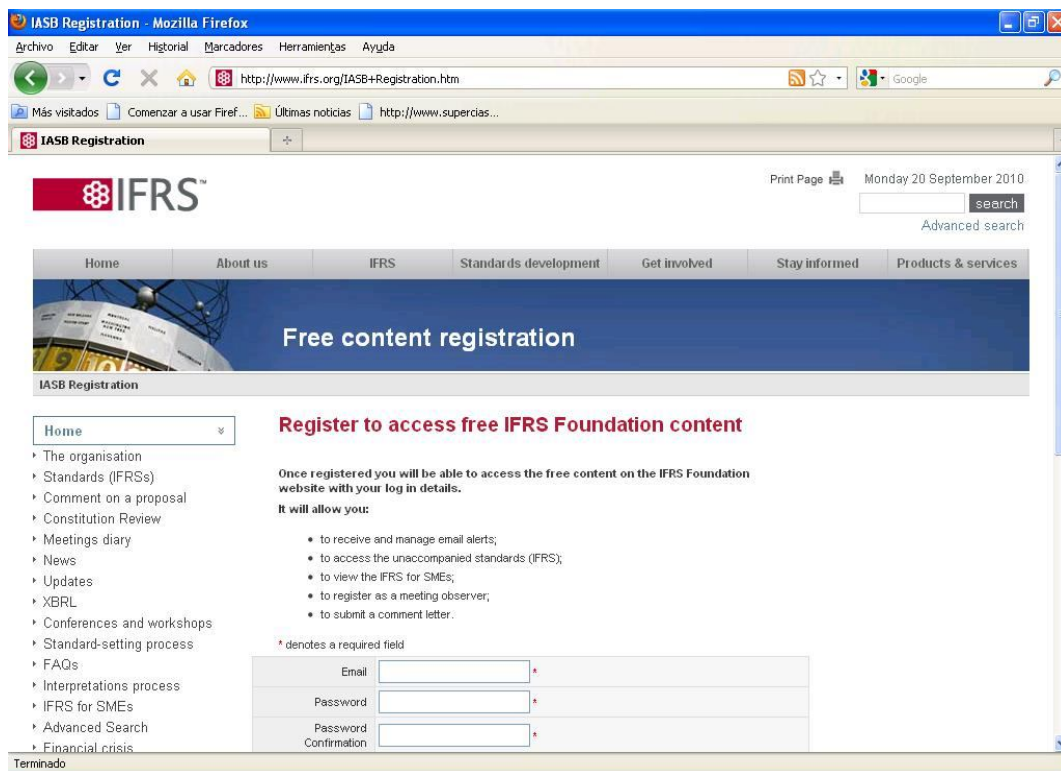 IASB Registration - Mozilla Firefox
Archivo Editar Ver Historial Marcadores Herramientas Ayuda
http://www.ifrs.org/IASB+Registration.htm
Google
Más visitados Comenzar a usar Firef... Últimas noticias http://www.supercias...
IASB Registration
IFRS™
Print Page Monday 20 September 2010
search
Advanced search
Home About us IFRS Standards development Get involved Stay informed Products & services
Free content registration
IASB Registration
Home
The organisation
Standards (IFRSs)
Comment on a proposal
Constitution Review
Meetings diary
News
Updates
XBRL
Conferences and workshops
Standard-setting process
FAQs
Interpretations process
IFRS for SMEs
Advanced Search
Financial crisis
Register to access free IFRS Foundation content
Once registered you will be able to access the free content on the IFRS Foundation
website with your log in details.
It will allow you:
• to receive and manage email alerts;
• to access the unaccompanied standards (IFRS);
• to view the IFRS for SMEs;
• to register as a meeting observer;
• to submit a comment letter.
* denotes a required field
Email *
Password *
Password
Confirmation *
Terminado